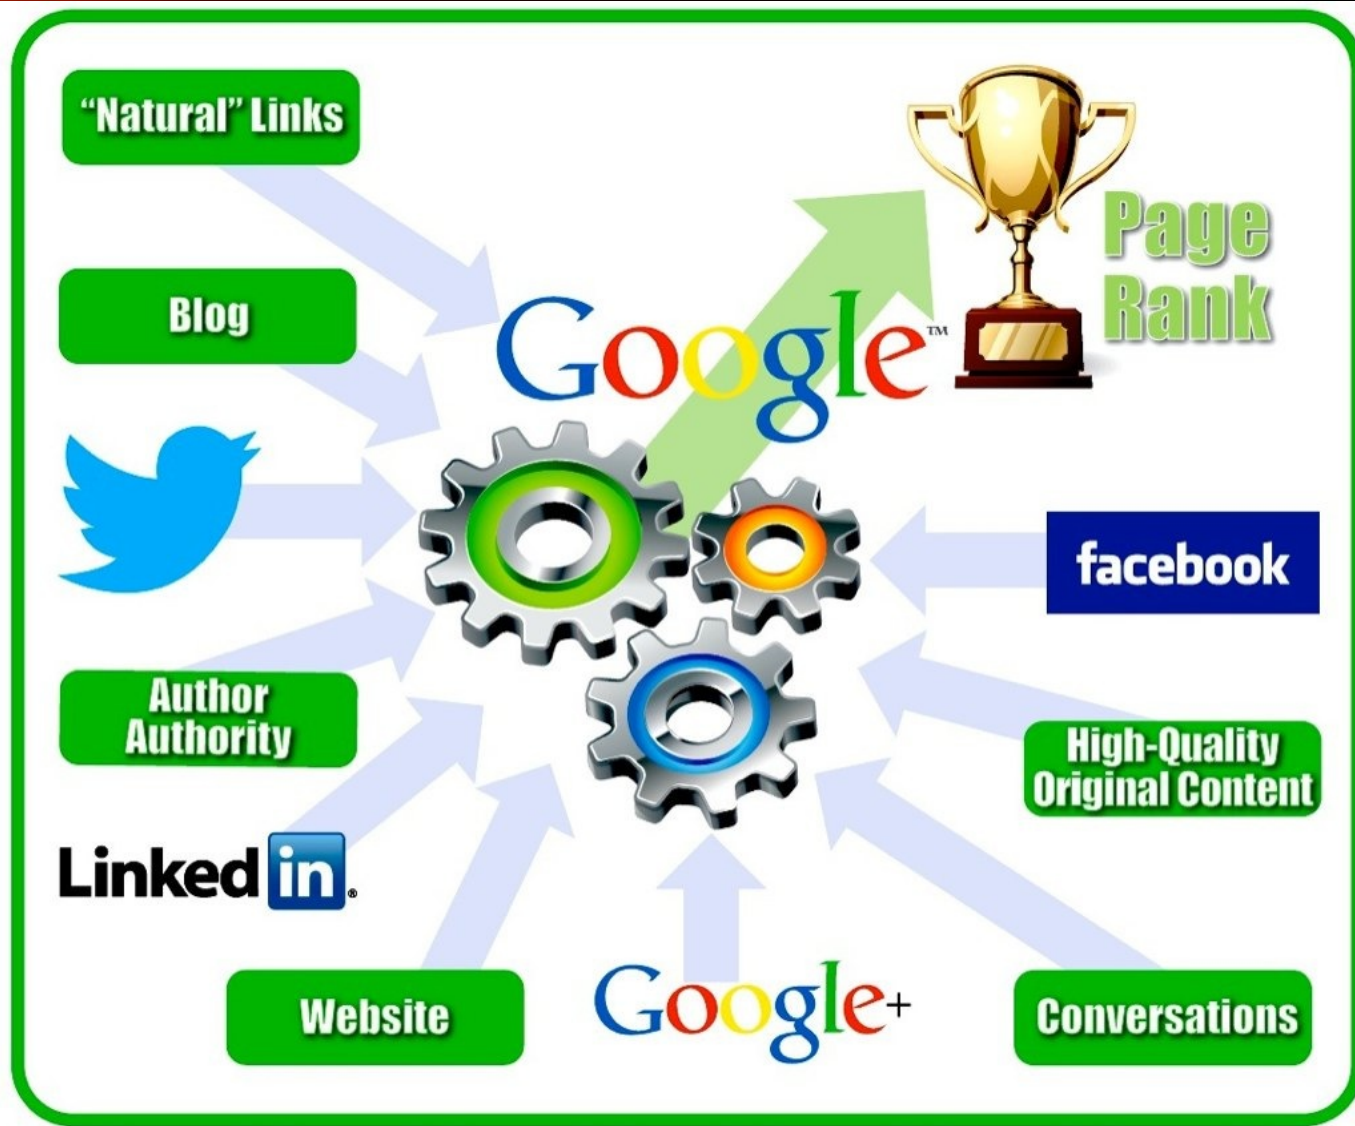 “Natural” Links
Page
Rank
Blog
Google™
facebook
Author
Authority
High-Quality
Original Content
Linked in®
Website
Google+
Conversations